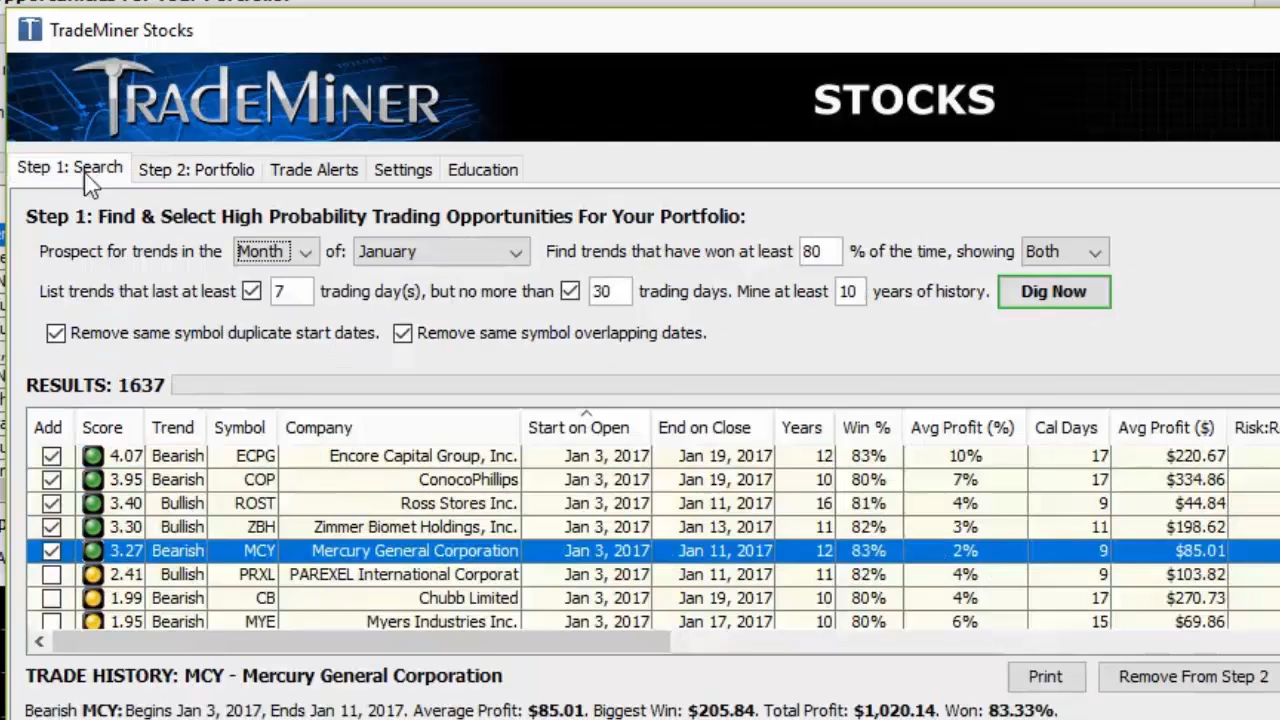 TradeMiner Stocks
TRADEMINER
STOCKS
Step 1: Search Step 2: Portfolio Trade Alerts Settings Education
Step 1: Find & Select High Probability Trading Opportunities For Your Portfolio:
Prospect for trends in the Month of: January Find trends that have won at least 80 % of the time, showing Both
List trends that last at least 7 trading day(s), but no more than 30 trading days. Mine at least 10 years of history. Dig Now
Remove same symbol duplicate start dates. Remove same symbol overlapping dates.
RESULTS: 1637
Add Score Trend Symbol Company Start on Open End on Close Years Win % Avg Profit (%) Cal Days Avg Profit ($)
4.07 Bearish ECPG Encore Capital Group, Inc. Jan 3, 2017 Jan 19, 2017 12 83% 10% 17 $220.67
3.95 Bearish COP ConocoPhillips Jan 3, 2017 Jan 19, 2017 10 80% 7% 17 $334.86
3.40 Bullish ROST Ross Stores Inc. Jan 3, 2017 Jan 11, 2017 16 81% 4% 9 $44.84
3.30 Bullish ZBH Zimmer Biomet Holdings, Inc. Jan 3, 2017 Jan 13, 2017 11 82% 3% 11 $198.62
3.27 Bearish MCY Mercury General Corporation Jan 3, 2017 Jan 11, 2017 12 83% 2% 9 $85.01
2.41 Bullish PRXL PAREXEL International Corporat Jan 3, 2017 Jan 11, 2017 11 82% 4% 9 $103.82
1.99 Bearish CB Chubb Limited Jan 3, 2017 Jan 19, 2017 10 80% 4% 17 $270.73
1.95 Bearish MYE Myers Industries Inc. Jan 3, 2017 Jan 17, 2017 10 80% 6% 15 $69.86
TRADE HISTORY: MCY - Mercury General Corporation Print Remove From Step 2
Bearish MCY: Begins Jan 3, 2017, Ends Jan 11, 2017. Average Profit: $85.01. Biggest Win: $205.84. Total Profit: $1,020.14. Won: 83.33%.